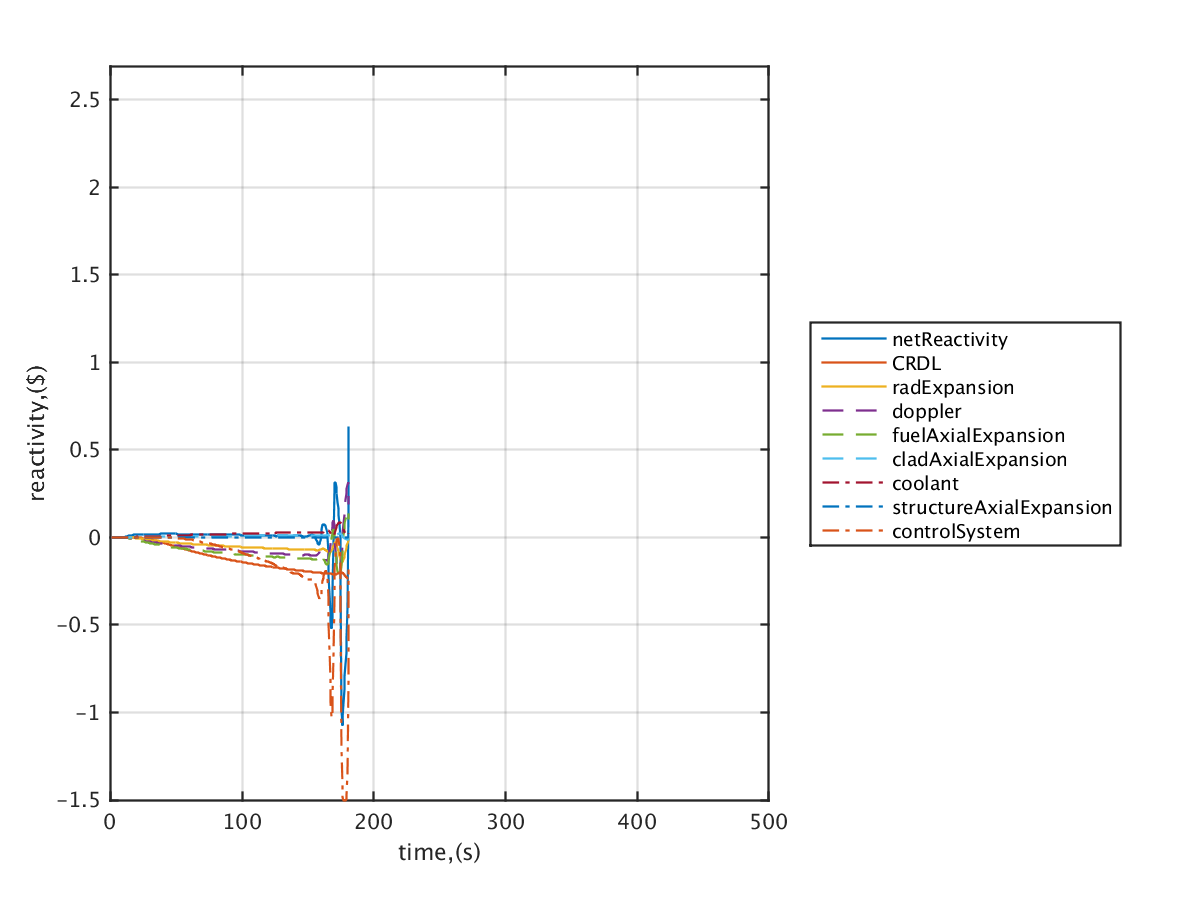 2.5
2
1.5
1
0.5
0
−0.5
−1
−1.5
0 100 200 300 400 500
time,(s)
reactivity,($)
netReactivity
CRDL
radExpansion
doppler
fuelAxialExpansion
cladAxialExpansion
coolant
structureAxialExpansion
controlSystem